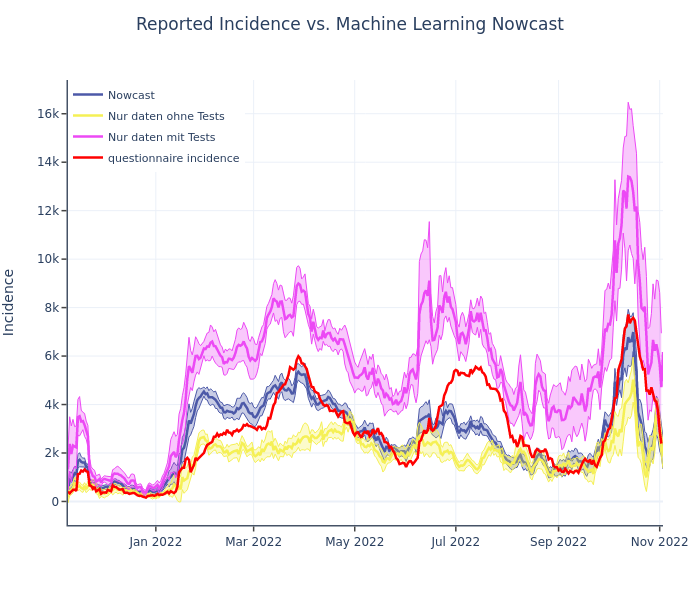 Reported Incidence vs. Machine Learning Nowcast
Nowcast
Nur daten ohne Tests
Nur daten mit Tests
questionnaire incidence
16k
14k
12k
10k
8k
6k
4k
2k
0
Incidence
Jan 2022
Mar 2022
May 2022
Jul 2022
Sep 2022
Nov 2022